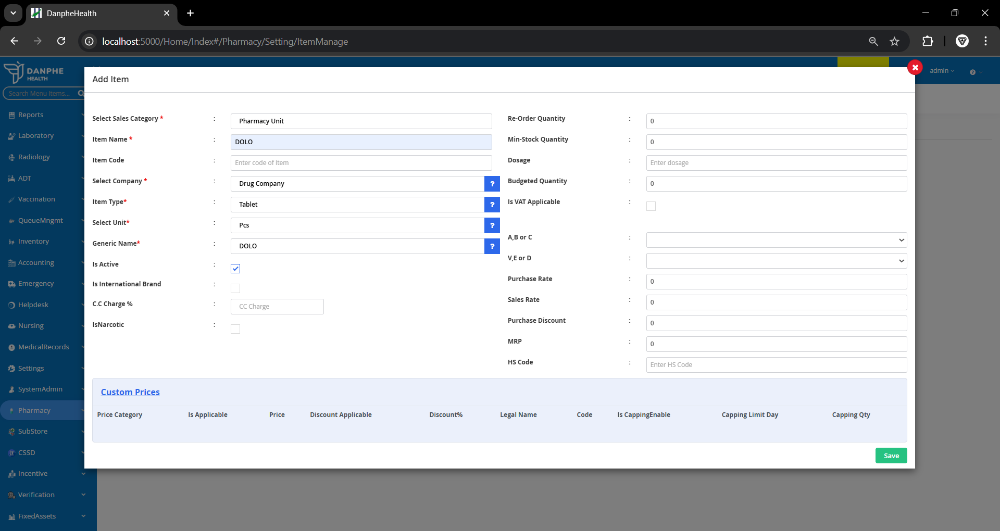 DanpheHealth
localhost:5000/Home/Index#/Pharmacy/Setting/ItemManage
DANPHE
HEALTH
admin
Search Menu Items...
Reports
Laboratory
Radiology
ADT
Vaccination
QueueMngmt
Inventory
Accounting
Emergency
Helpdesk
Nursing
MedicalRecords
Settings
SystemAdmin
Pharmacy
SubStore
CSSD
Incentive
Verification
FixedAssets
Add Item
Select Sales Category * : Pharmacy Unit
Item Name * : DOLO
Item Code : Enter code of Item
Select Company * : Drug Company ?
Item Type* : Tablet ?
Select Unit* : Pcs ?
Generic Name* : DOLO ?
Is Active :
Is International Brand :
C.C Charge % : CC Charge
IsNarcotic :
Re-Order Quantity : 0
Min-Stock Quantity : 0
Dosage : Enter dosage
Budgeted Quantity : 0
Is VAT Applicable :
A,B or C :
V,E or D :
Purchase Rate : 0
Sales Rate : 0
Purchase Discount : 0
MRP : 0
HS Code : Enter HS Code
Custom Prices
Price Category Is Applicable Price Discount Applicable Discount% Legal Name Code Is CappingEnable Capping Limit Day Capping Qty
Save